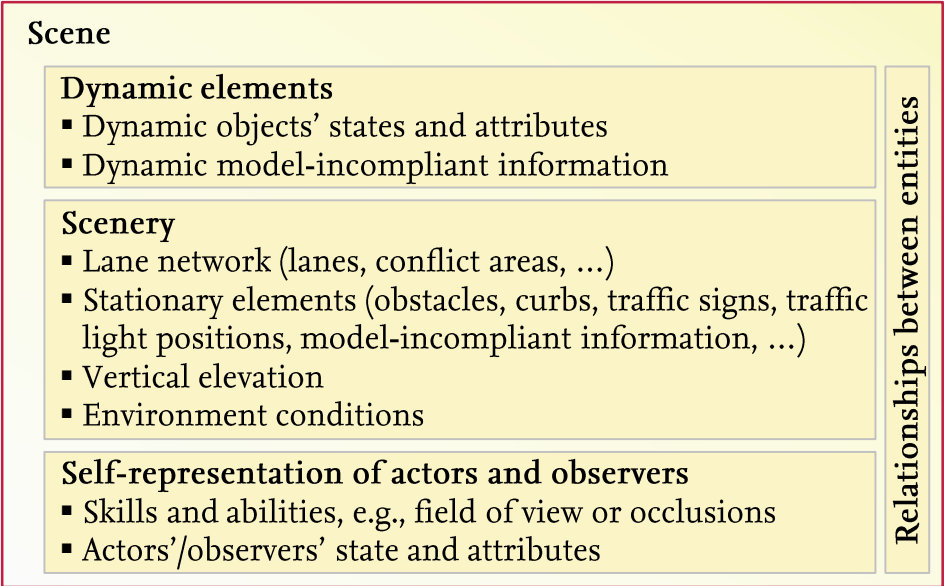 Scene
Dynamic elements
▪ Dynamic objects’ states and attributes
▪ Dynamic model-incompliant information
Scenery
▪ Lane network (lanes, conflict areas, …)
▪ Stationary elements (obstacles, curbs, traffic signs, traffic
light positions, model-incompliant information, …)
▪ Vertical elevation
▪ Environment conditions
Self-representation of actors and observers
▪ Skills and abilities, e.g., field of view or occlusions
▪ Actors’/observers’ state and attributes
Relationships between entities